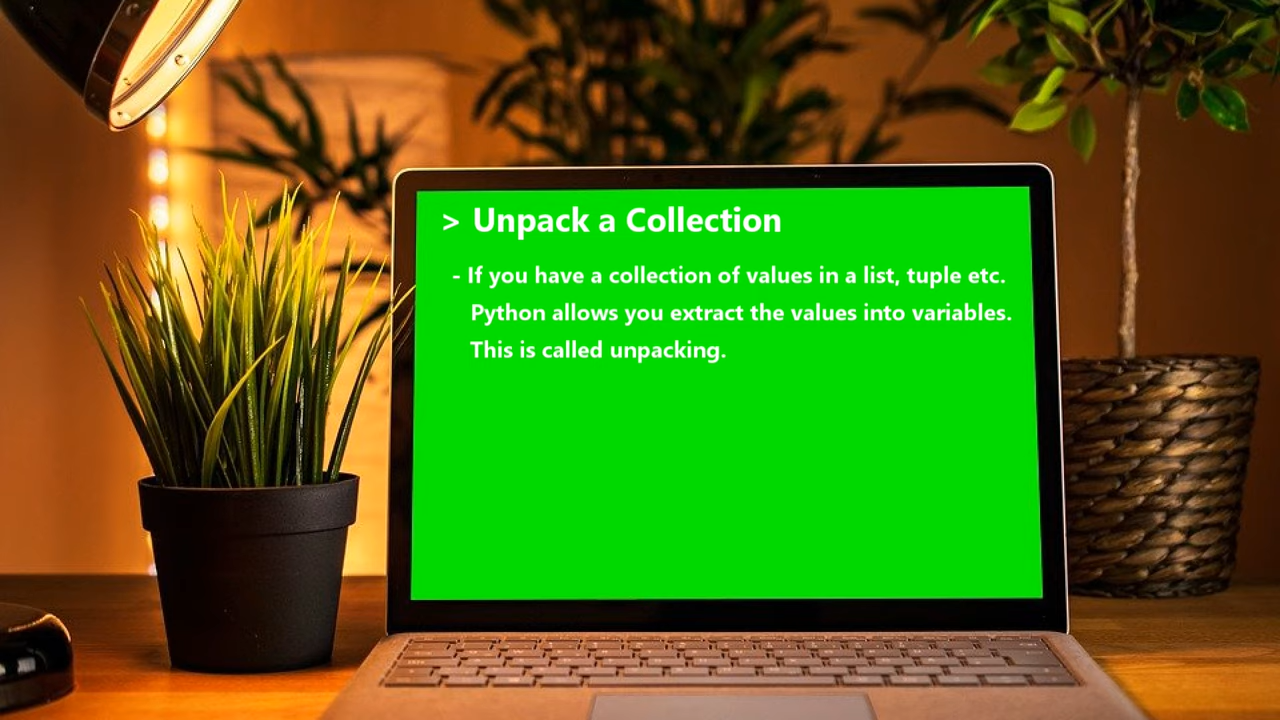 > Unpack a Collection
- If you have a collection of values in a list, tuple etc.
Python allows you extract the values into variables.
This is called unpacking.